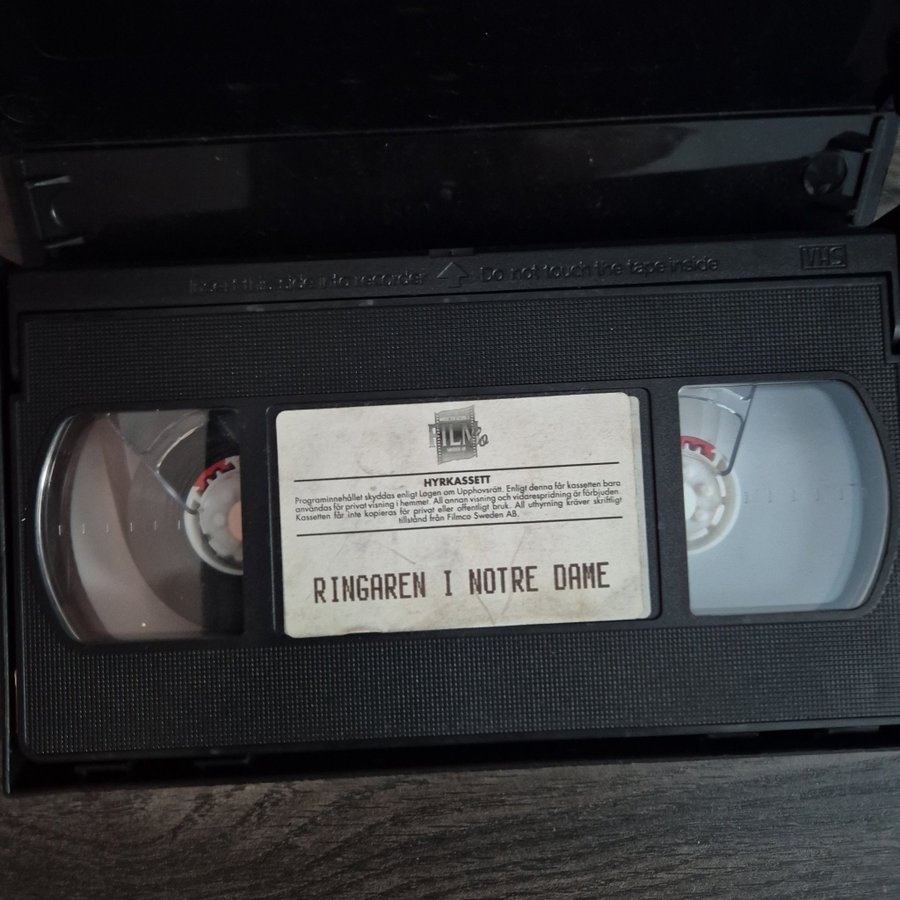 Insert this side into recorder Do not touch the tape inside VHS
FILMCo
HYRKASSETT
Programinnehållet skyddas enligt Lagen om Upphovsrätt. Enligt denna får kassetten bara
användas för privat visning i hemmet. All annan visning och vidarespridning är förbjuden.
Kassetten får inte kopieras för privat eller offentligt bruk. All uthyrning kräver skriftligt
tillstånd från Filmco Sweden AB.
RINGAREN I NOTRE DAME